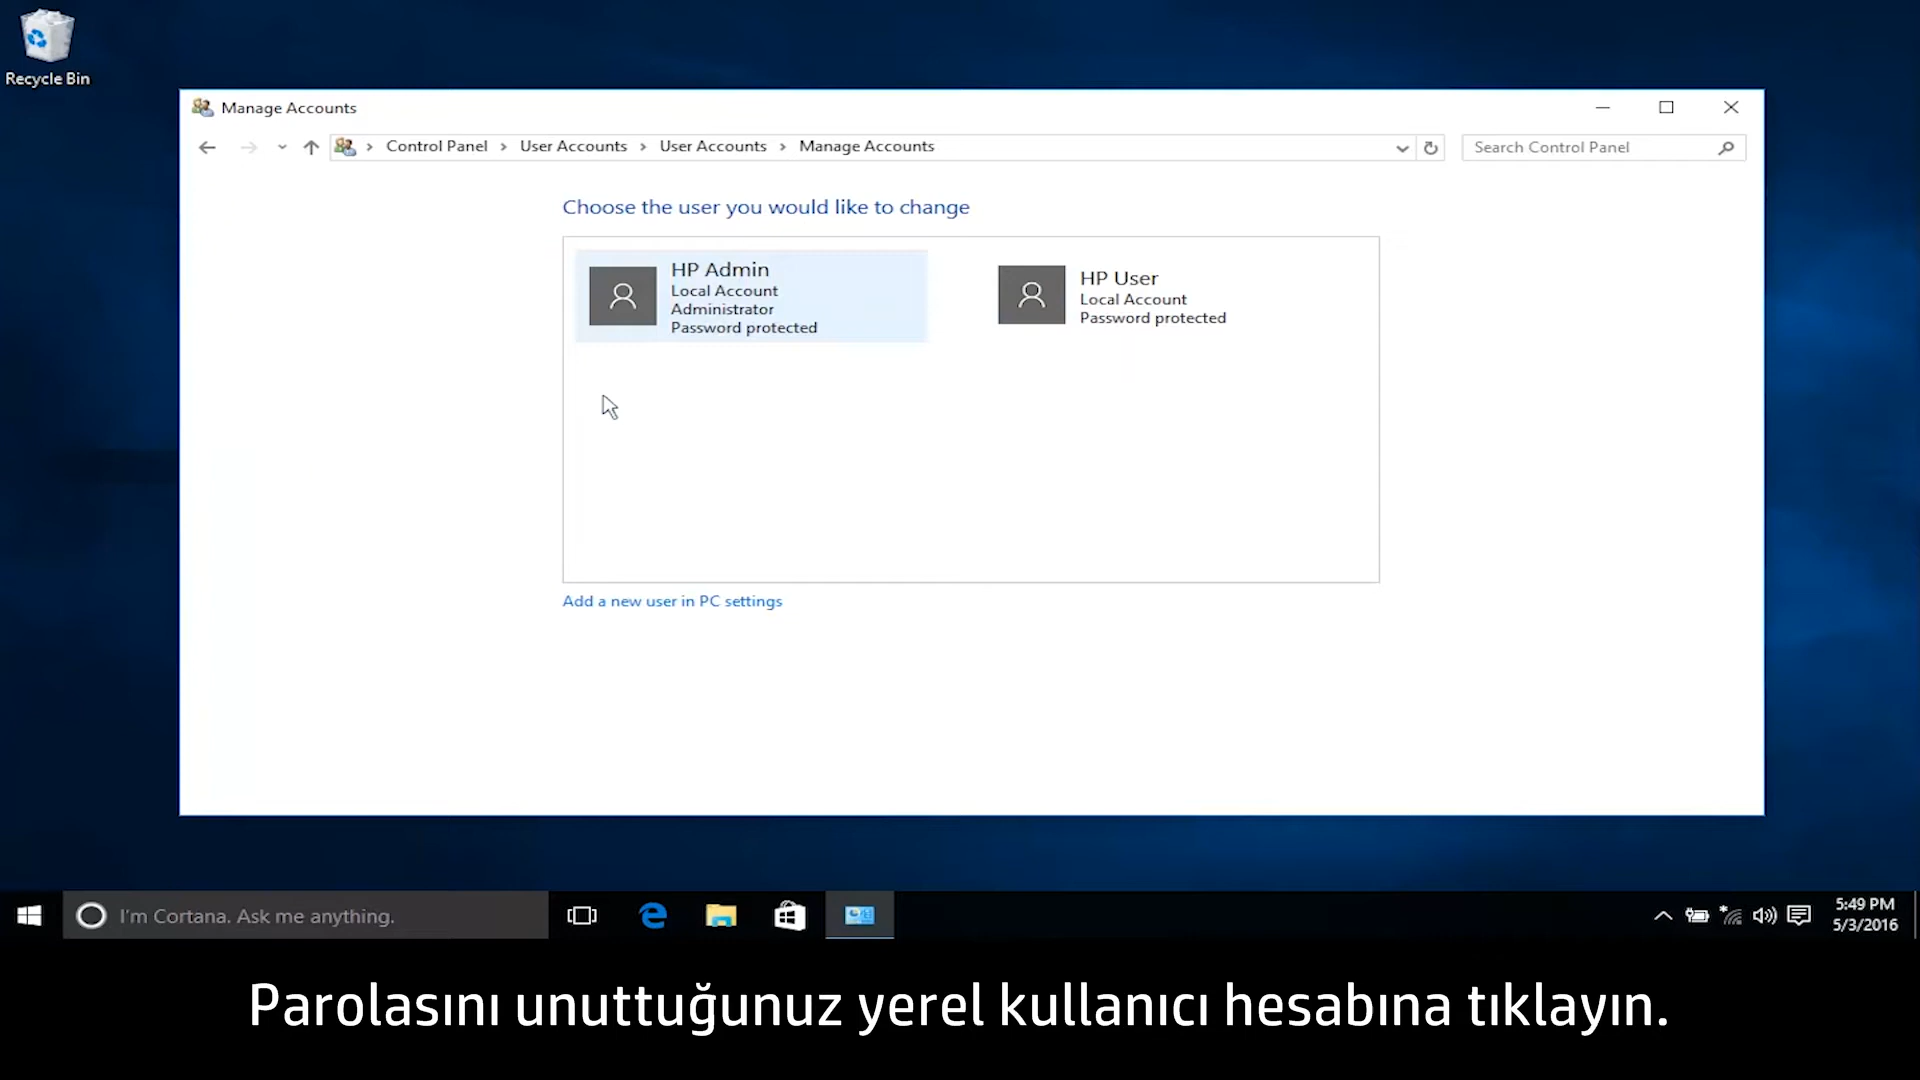 Recycle Bin
Manage Accounts
Control Panel User Accounts User Accounts Manage Accounts
Search Control Panel
Choose the user you would like to change
HP Admin
Local Account
Administrator
Password protected
HP User
Local Account
Password protected
Add a new user in PC settings
I'm Cortana. Ask me anything.
5:49 PM
5/3/2016
Parolasını unuttuğunuz yerel kullanıcı hesabına tıklayın.